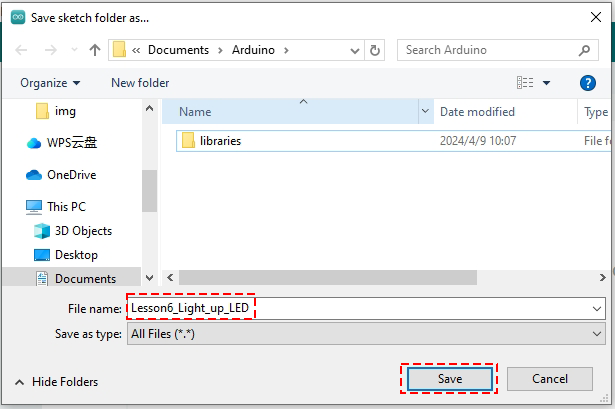 Save sketch folder as...
« Documents > Arduino >
Search Arduino
Organize
New folder
Name
Date modified
Type
img
WPS云盘
OneDrive
This PC
3D Objects
Desktop
Documents
libraries
2024/4/9 10:07
File fo
File name:
Lesson6_Light_up_LED
Save as type:
All Files (*.*)
Hide Folders
Save
Cancel